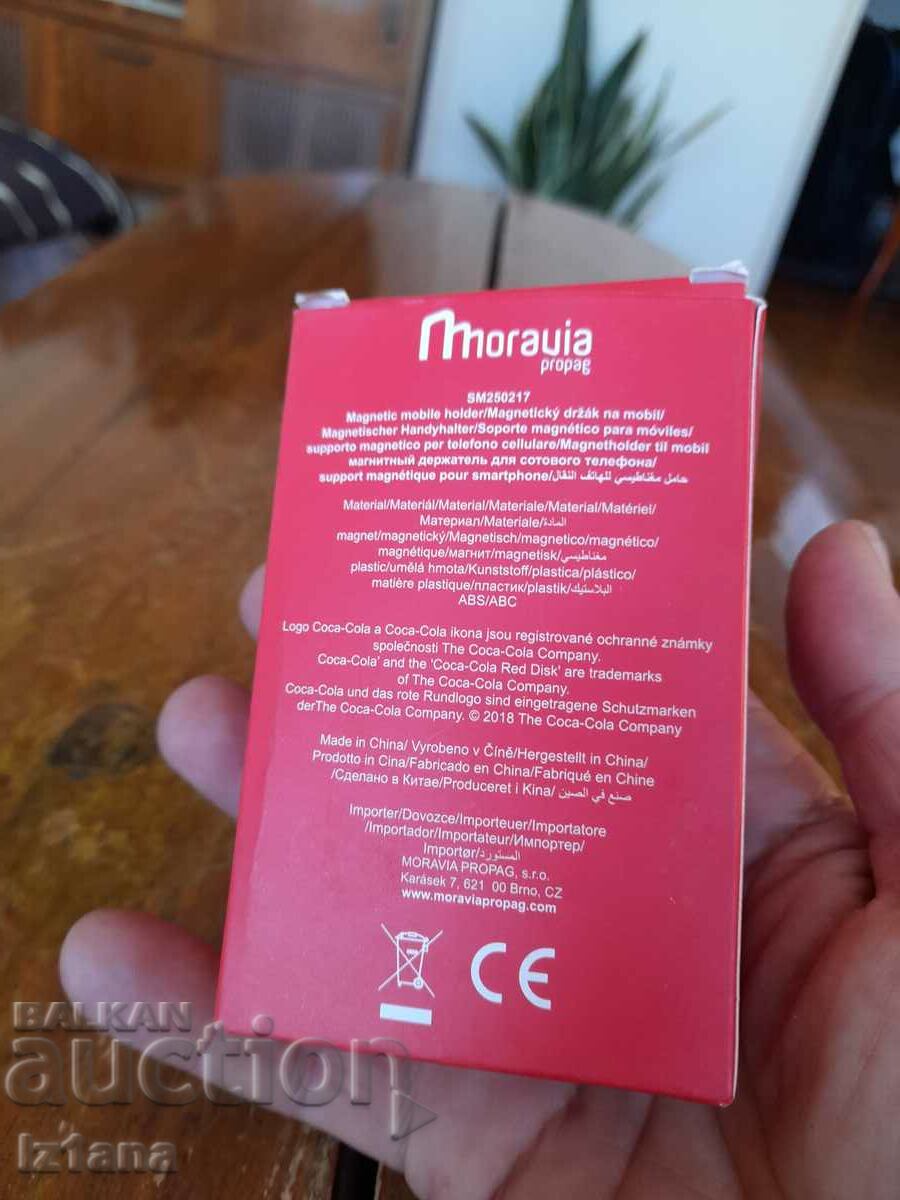 moravia
propag
SM250217
Magnetic mobile holder/Magnetický držák na mobil/
Magnetischer Handyhalter/Soporte magnético para móviles/
supporto magnetico per telefono cellulare/Magnetholder til mobil
магнитный держатель для сотового телефона/
support magnétique pour smartphone/حامل مغناطيسي للهاتف النقال
Material/Materiál/Material/Materiale/Material/Matériel/
Материал/Materiale/المادة
magnet/magnetický/Magnetisch/magnetico/magnético/
magnétique/магнит/magnetisk/مغناطيسي
plastic/umělá hmota/Kunststoff/plastica/plástico/
matière plastique/пластик/plastik/البلاستيك
ABS/ABC
Logo Coca-Cola a Coca-Cola ikona jsou registrované ochranné známky
společnosti The Coca-Cola Company.
Coca-Cola' and the 'Coca-Cola Red Disk' are trademarks
of The Coca-Cola Company.
Coca-Cola und das rote Rundlogo sind eingetragene Schutzmarken
derThe Coca-Cola Company. © 2018 The Coca-Cola Company
Made in China/ Vyrobeno v Číně/Hergestellt in China/
Prodotto in Cina/Fabricado en China/Fabriqué en Chine
/Сделано в Китае/Produceret i Kina/ صنع في الصين
Importer/Dovozce/Importeuer/Importatore
/Importador/Importateur/Импортер/
Importør/المستورد
MORAVIA PROPAG, s.r.o.
Karásek 7, 621 00 Brno, CZ
www.moraviapropag.com
CE
BALKAN
auction
Iz1ana